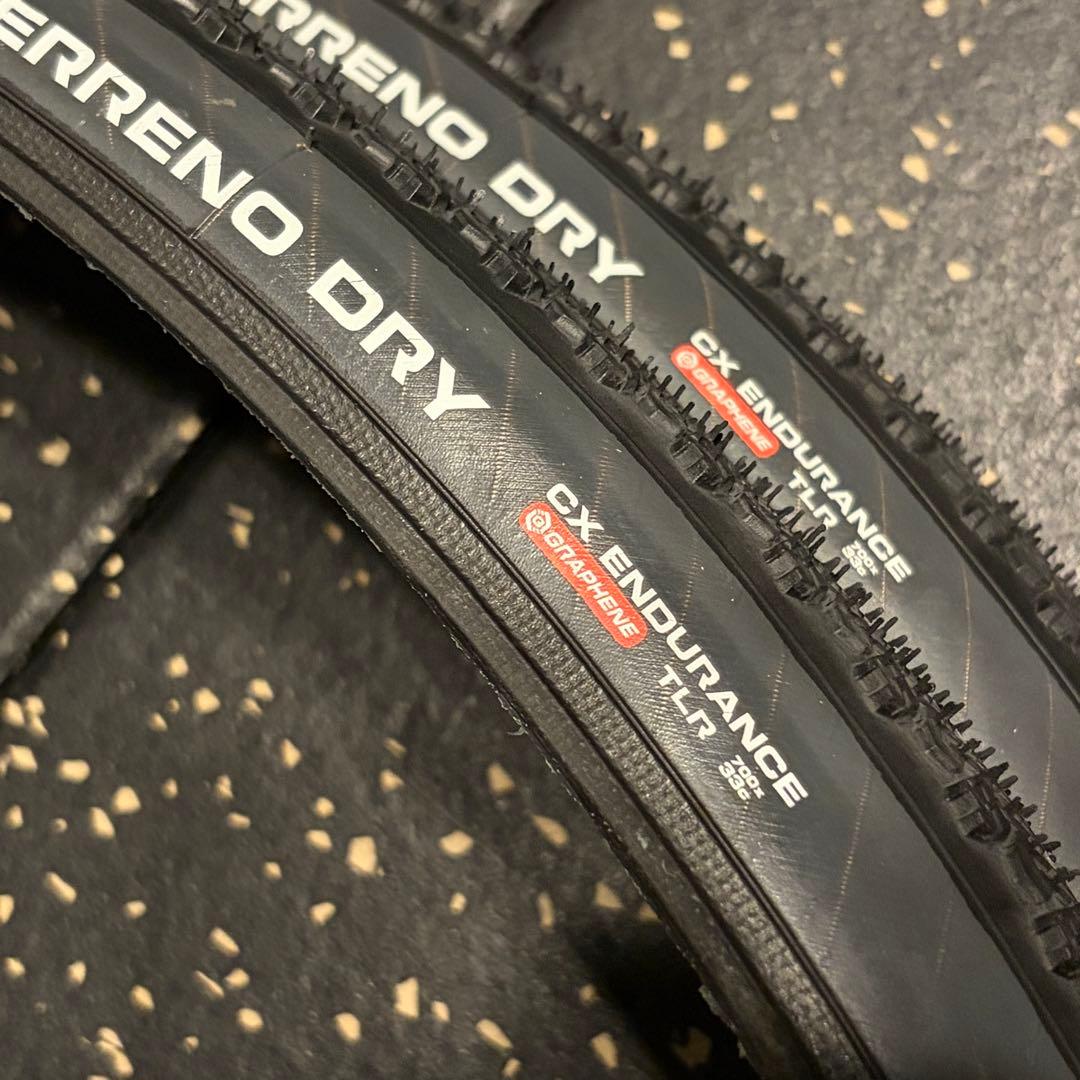 ERRENO DRY
CX ENDURANCE
GRAPHENE
TLR
700x
33c
RRENO DRY
CX ENDURANCE
GRAPHENE
TLR
700x
33c